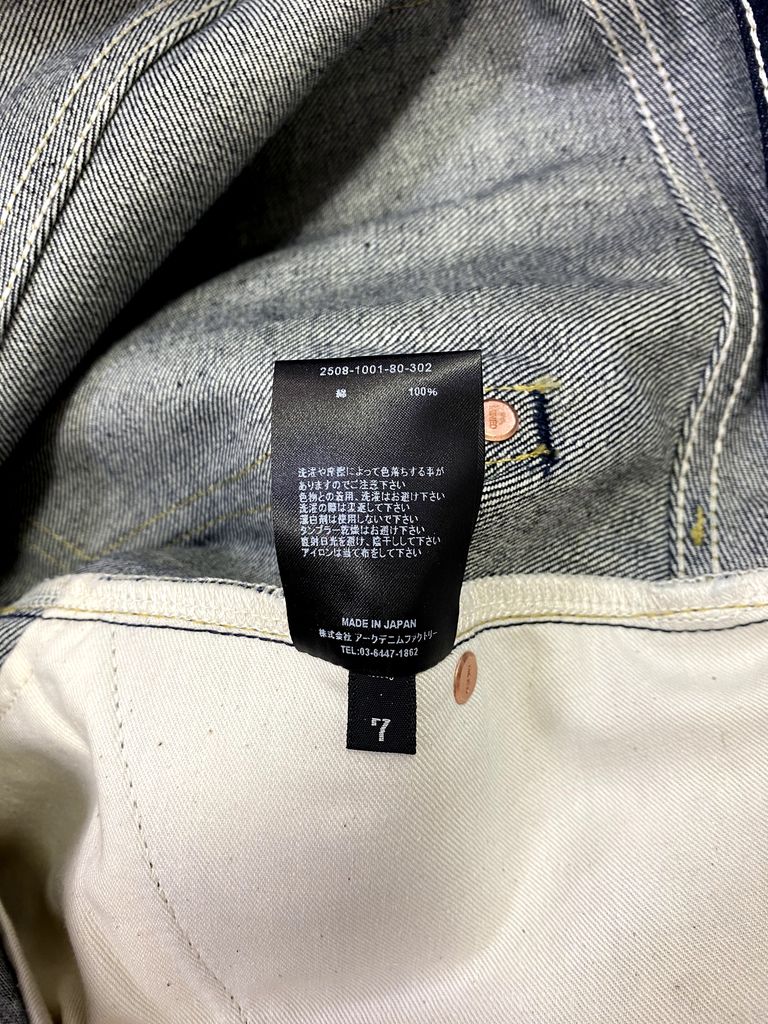 2508-1001-80-302
綿 100%
洗濯や摩擦によって色落ちする事が
ありますのでご注意下さい
色物との着用、洗濯はお避け下さい
洗濯の際は裏返して下さい
漂白剤は使用しないで下さい
タンブラー乾燥はお避け下さい
直射日光を避け、陰干しして下さい
アイロンは当て布をして下さい
MADE IN JAPAN
株式会社 アークデニムファクトリー
TEL:03-6447-1862
7